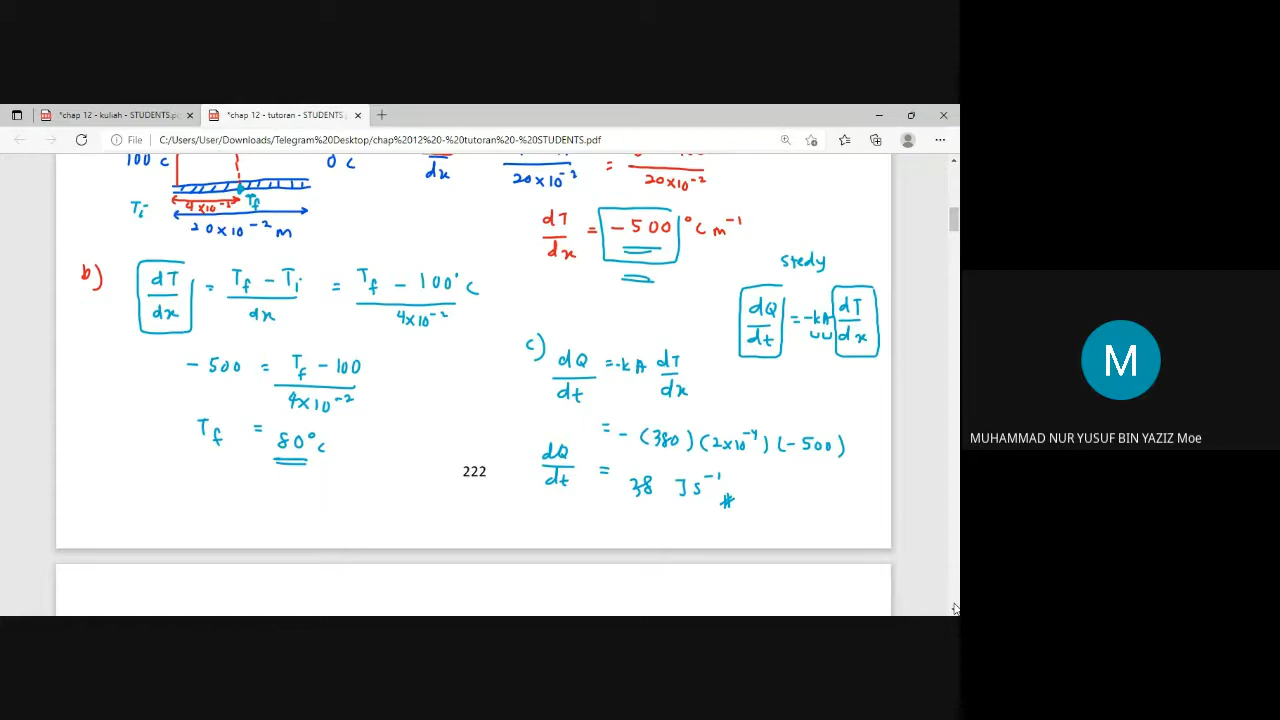 *chap 12 - kuliah - STUDENTS.p
*chap 12 - tutoran - STUDENTS
File C:/Users/User/Downloads/Telegram%20Desktop/chap%2012%20-%20tutoran%20-%20STUDENTS.pdf
100 c
0 c
Ti
4×10⁻²
Tf
20×10⁻² m
dx
20×10⁻²
=
20×10⁻²
dT/dx = -500 °C m⁻¹
b) dT/dx = Tf - Ti / dx = Tf - 100°C / 4×10⁻²
-500 = Tf - 100 / 4×10⁻²
Tf = 80°C
stedy
dQ/dt = -kA dT/dx
c) dQ/dt = -kA dT/dx
= -(380)(2×10⁻⁴)(-500)
dQ/dt = 38 Js⁻¹ #
222
M
MUHAMMAD NUR YUSUF BIN YAZIZ Moe